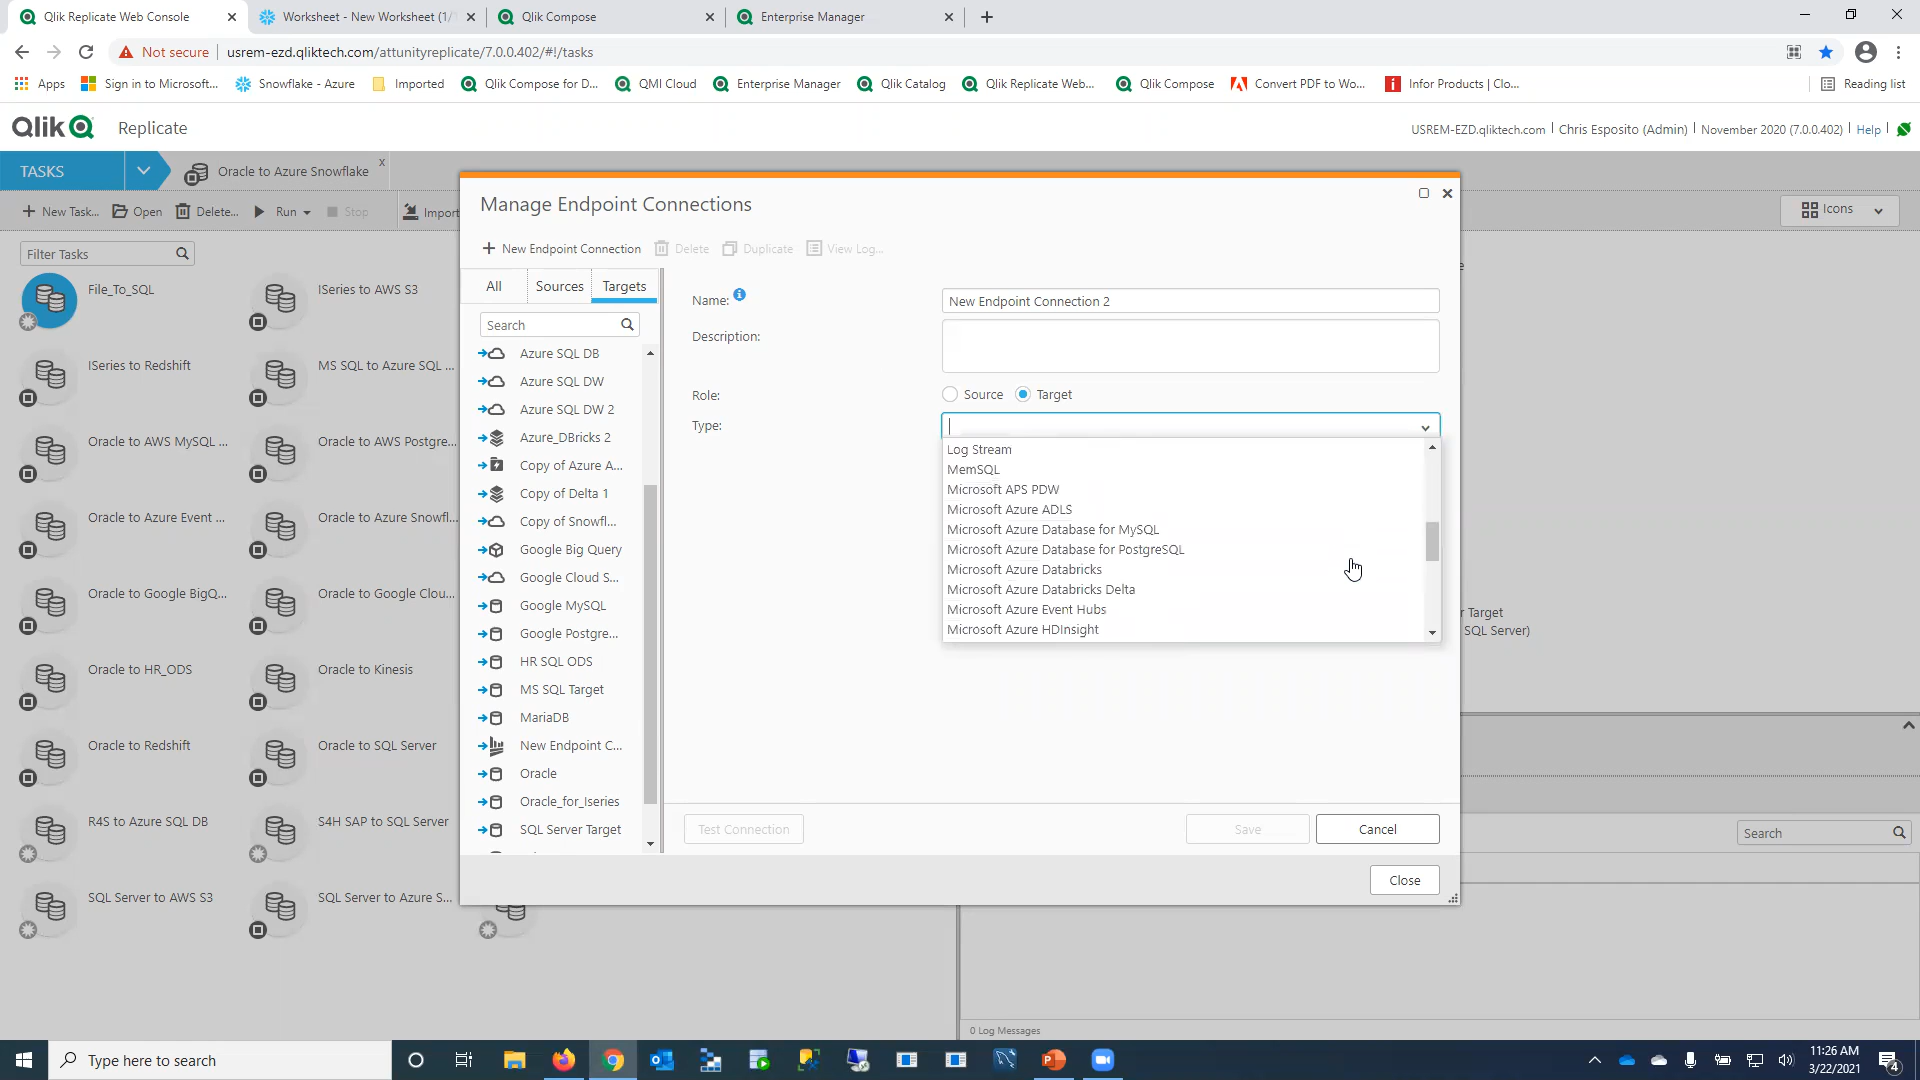 Qlik Replicate Web Console
Worksheet - New Worksheet (1/
Qlik Compose
Enterprise Manager
Not secure
usrem-ezd.qliktech.com/attunityreplicate/7.0.0.402/#!/tasks
Apps
Sign in to Microsoft...
Snowflake - Azure
Imported
Qlik Compose for D...
QMI Cloud
Enterprise Manager
Qlik Catalog
Qlik Replicate Web...
Qlik Compose
Convert PDF to Wo...
Infor Products | Clo...
Reading list
Qlik
Replicate
USREM-EZD.qliktech.com
Chris Esposito (Admin)
November 2020 (7.0.0.402)
Help
TASKS
Oracle to Azure Snowflake
x
New Task...
Open
Delete...
Run
Stop
Import
Icons
Filter Tasks
File_To_SQL
ISeries to AWS S3
ISeries to Redshift
MS SQL to Azure SQL ...
Oracle to AWS MySQL ...
Oracle to AWS Postgre...
Oracle to Azure Event ...
Oracle to Azure Snowfl...
Oracle to Google BigQ...
Oracle to Google Clou...
Oracle to HR_ODS
Oracle to Kinesis
Oracle to Redshift
Oracle to SQL Server
R4S to Azure SQL DB
S4H SAP to SQL Server
SQL Server to AWS S3
SQL Server to Azure S...
Manage Endpoint Connections
New Endpoint Connection
Delete
Duplicate
View Log...
All
Sources
Targets
Search
Azure SQL DB
Azure SQL DW
Azure SQL DW 2
Azure_DBricks 2
Copy of Azure A...
Copy of Delta 1
Copy of Snowfl...
Google Big Query
Google Cloud S...
Google MySQL
Google Postgre...
HR SQL ODS
MS SQL Target
MariaDB
New Endpoint C...
Oracle
Oracle_for_Iseries
SQL Server Target
Name:
New Endpoint Connection 2
Description:
Role:
Source
Target
Type:
Log Stream
MemSQL
Microsoft APS PDW
Microsoft Azure ADLS
Microsoft Azure Database for MySQL
Microsoft Azure Database for PostgreSQL
Microsoft Azure Databricks
Microsoft Azure Databricks Delta
Microsoft Azure Event Hubs
Microsoft Azure HDInsight
Test Connection
Save
Cancel
Close
r Target
SQL Server)
Search
0 Log Messages
Type here to search
11:26 AM
3/22/2021
4